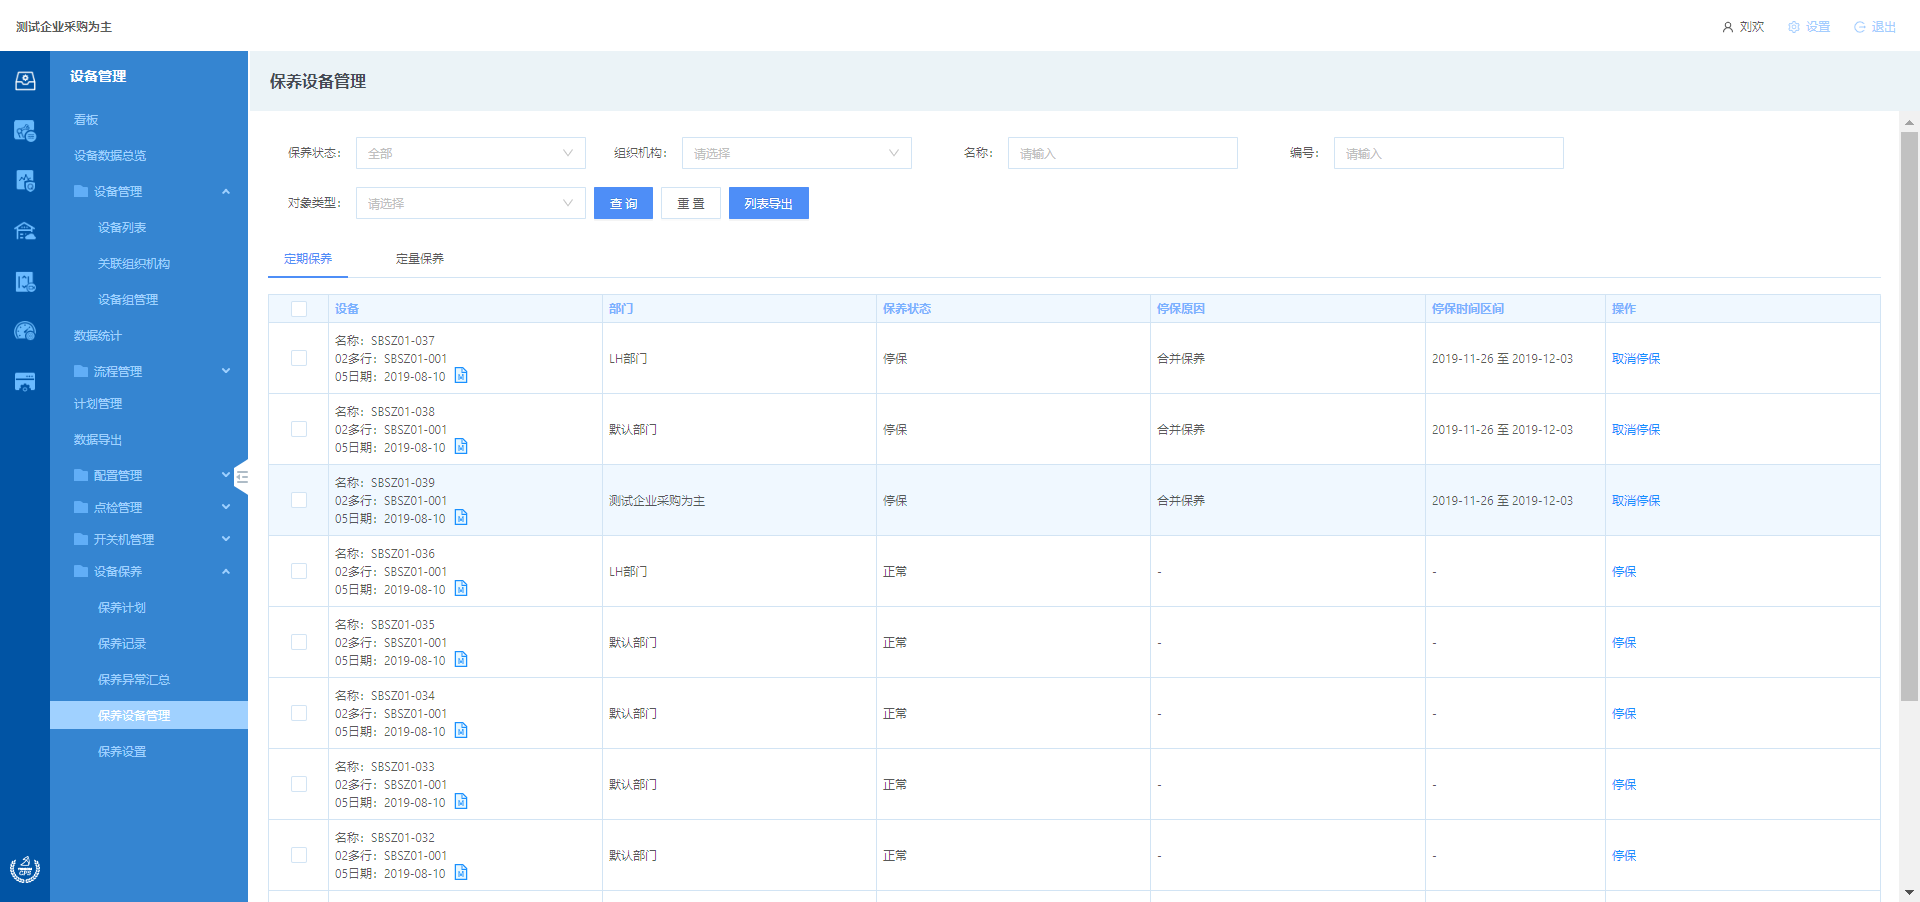 测试企业采购为主
刘欢
设置
退出
设备管理
看板
设备数据总览
设备管理
设备列表
关联组织机构
设备组管理
数据统计
流程管理
计划管理
数据导出
配置管理
点检管理
开关机管理
设备保养
保养计划
保养记录
保养异常汇总
保养设备管理
保养设置
保养设备管理
保养状态： 全部 组织机构： 请选择 名称： 请输入 编号： 请输入
对象类型： 请选择 查 询 重 置 列表导出
定期保养 定量保养
设备 部门 保养状态 停保原因 停保时间区间 操作
名称：SBSZ01-037
02多行：SBSZ01-001
05日期：2019-08-10
LH部门 停保 合并保养 2019-11-26 至 2019-12-03 取消停保
名称：SBSZ01-038
02多行：SBSZ01-001
05日期：2019-08-10
默认部门 停保 合并保养 2019-11-26 至 2019-12-03 取消停保
名称：SBSZ01-039
02多行：SBSZ01-001
05日期：2019-08-10
测试企业采购为主 停保 合并保养 2019-11-26 至 2019-12-03 取消停保
名称：SBSZ01-036
02多行：SBSZ01-001
05日期：2019-08-10
LH部门 正常 - - 停保
名称：SBSZ01-035
02多行：SBSZ01-001
05日期：2019-08-10
默认部门 正常 - - 停保
名称：SBSZ01-034
02多行：SBSZ01-001
05日期：2019-08-10
默认部门 正常 - - 停保
名称：SBSZ01-033
02多行：SBSZ01-001
05日期：2019-08-10
默认部门 正常 - - 停保
名称：SBSZ01-032
02多行：SBSZ01-001
05日期：2019-08-10
默认部门 正常 - - 停保